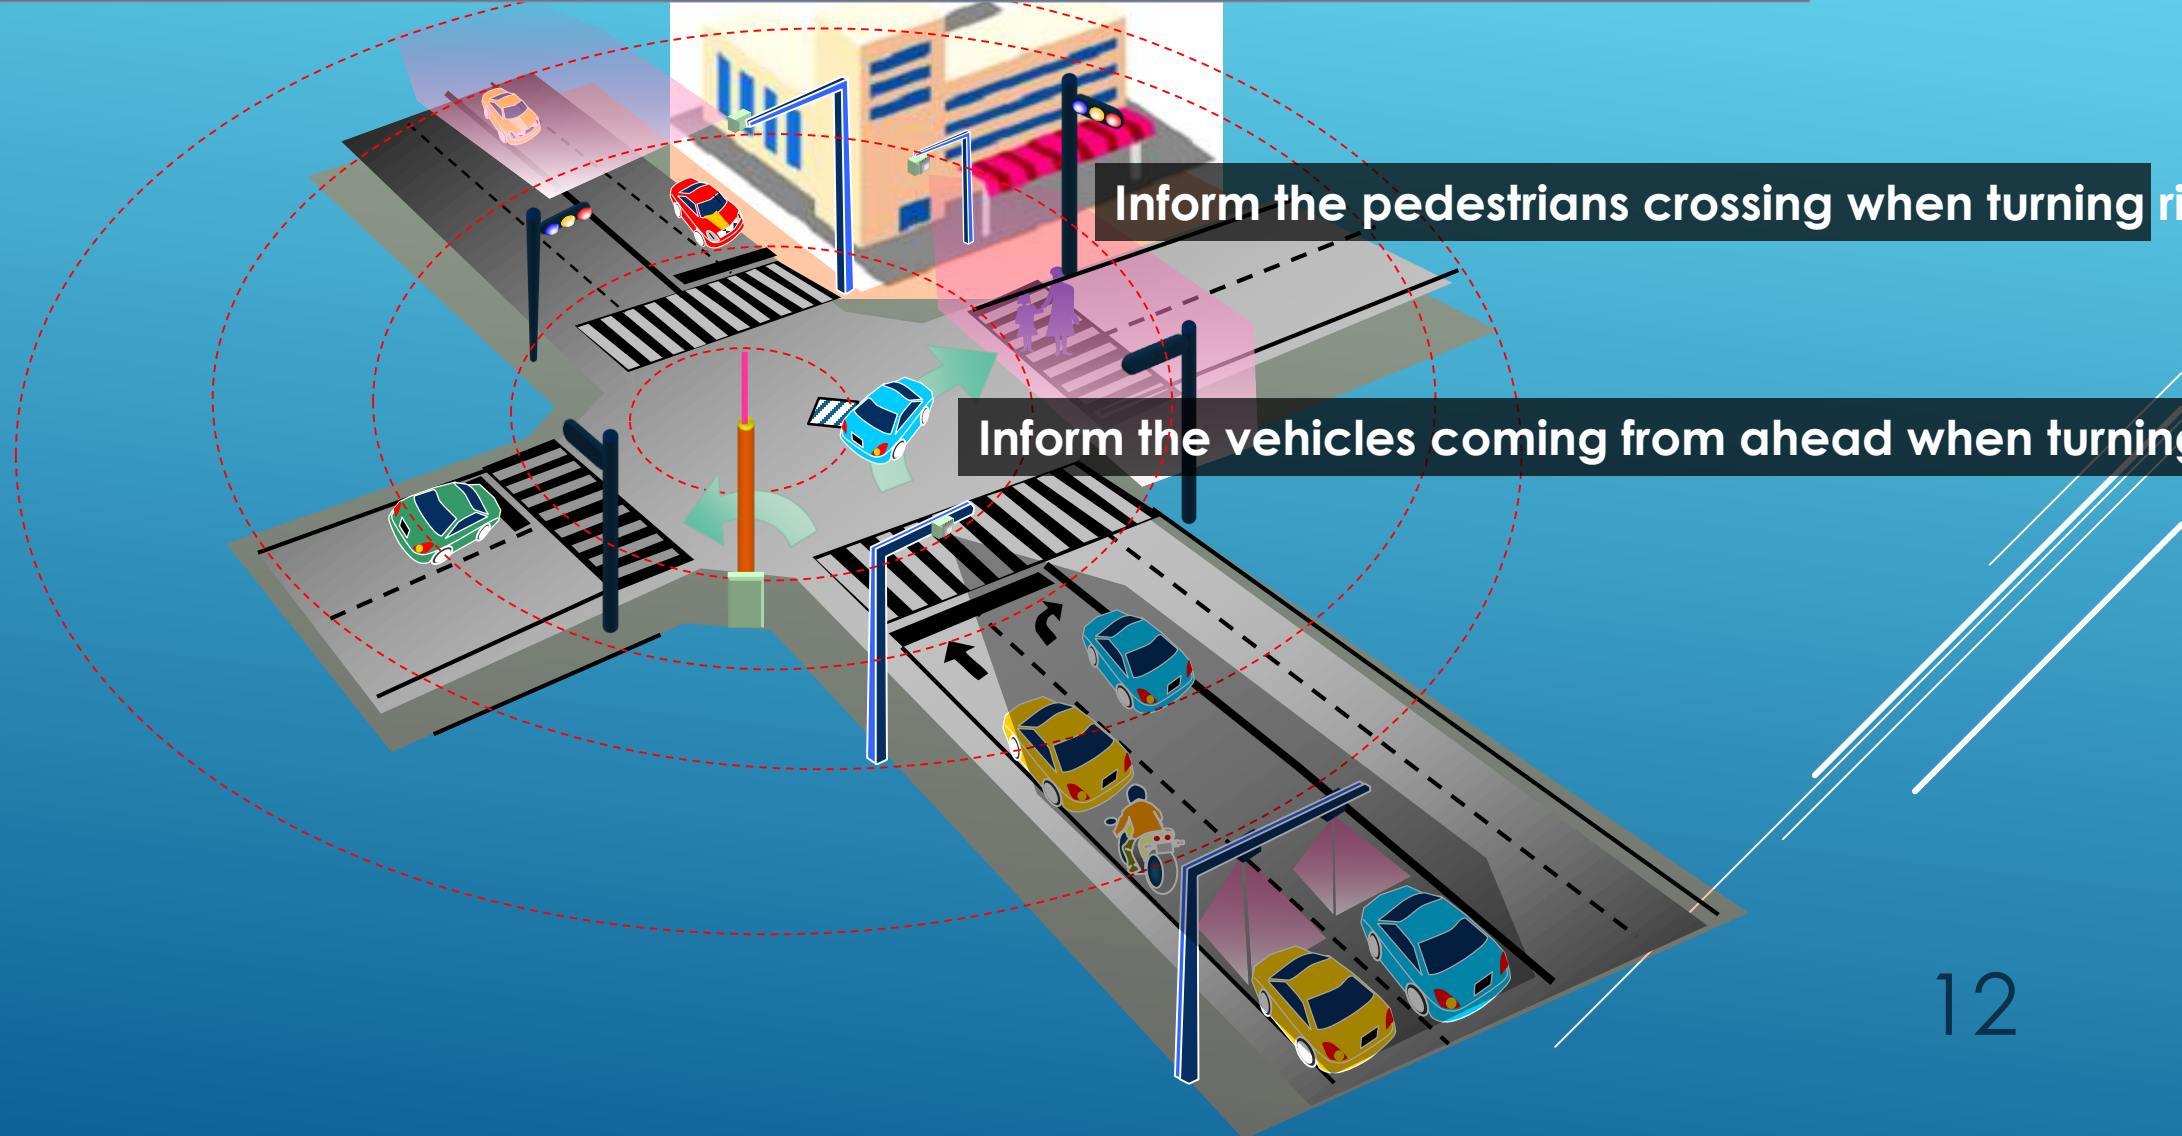 Inform the pedestrians crossing when turning
Inform the vehicles coming from ahead when
12